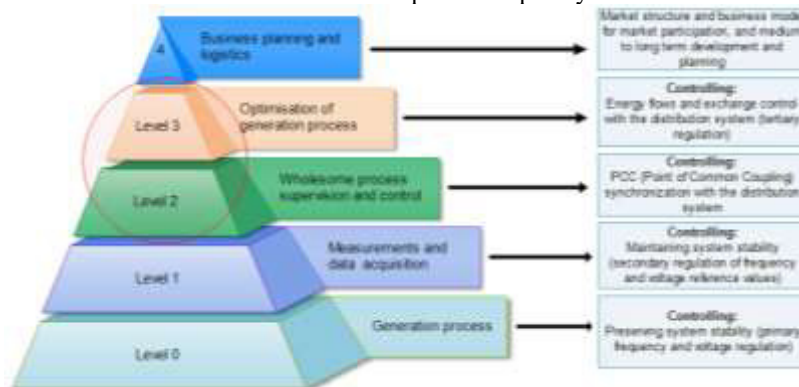 4
Business planning and
logistics
Market structure and business model
for market participation, and medium
to long term development and
planning
Level 3
Optimisation of
generation process
Controlling:
Energy flows and exchange control
with the distribution system (tertiary
regulation)
Level 2
Wholesome process
supervision and control
Controlling:
PCC (Point of Common Coupling)
synchronization with the distribution
system
Level 1
Measurements and
data acquisition
Controlling:
Maintaining system stability
(secondary regulation of frequency
and voltage reference values)
Level 0
Generation process
Controlling:
Preserving system stability (primary
frequency and voltage regulation)